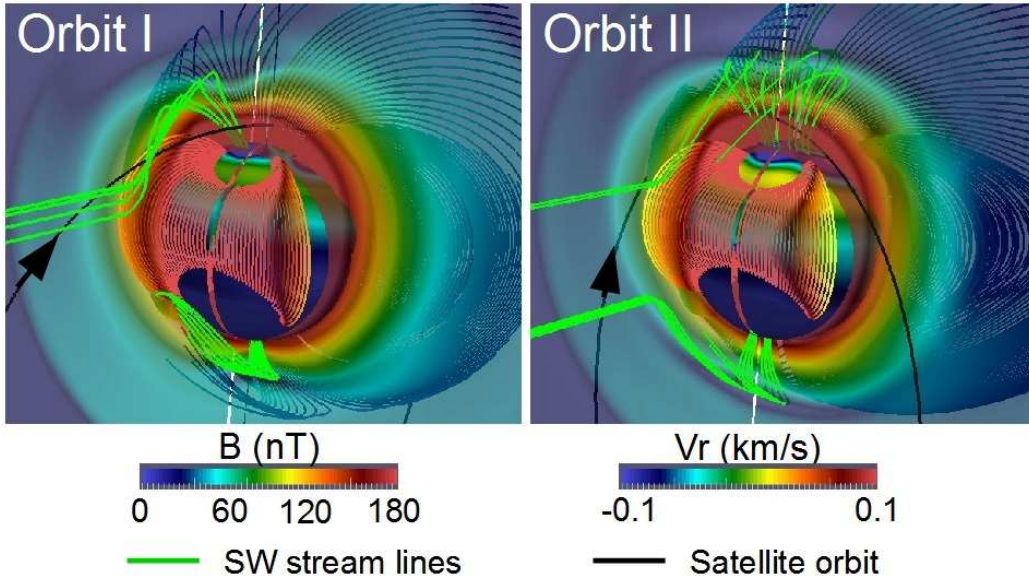 Orbit I
Orbit II
B (nT)
0 60 120 180
Vr (km/s)
-0.1 0.1
SW stream lines
Satellite orbit